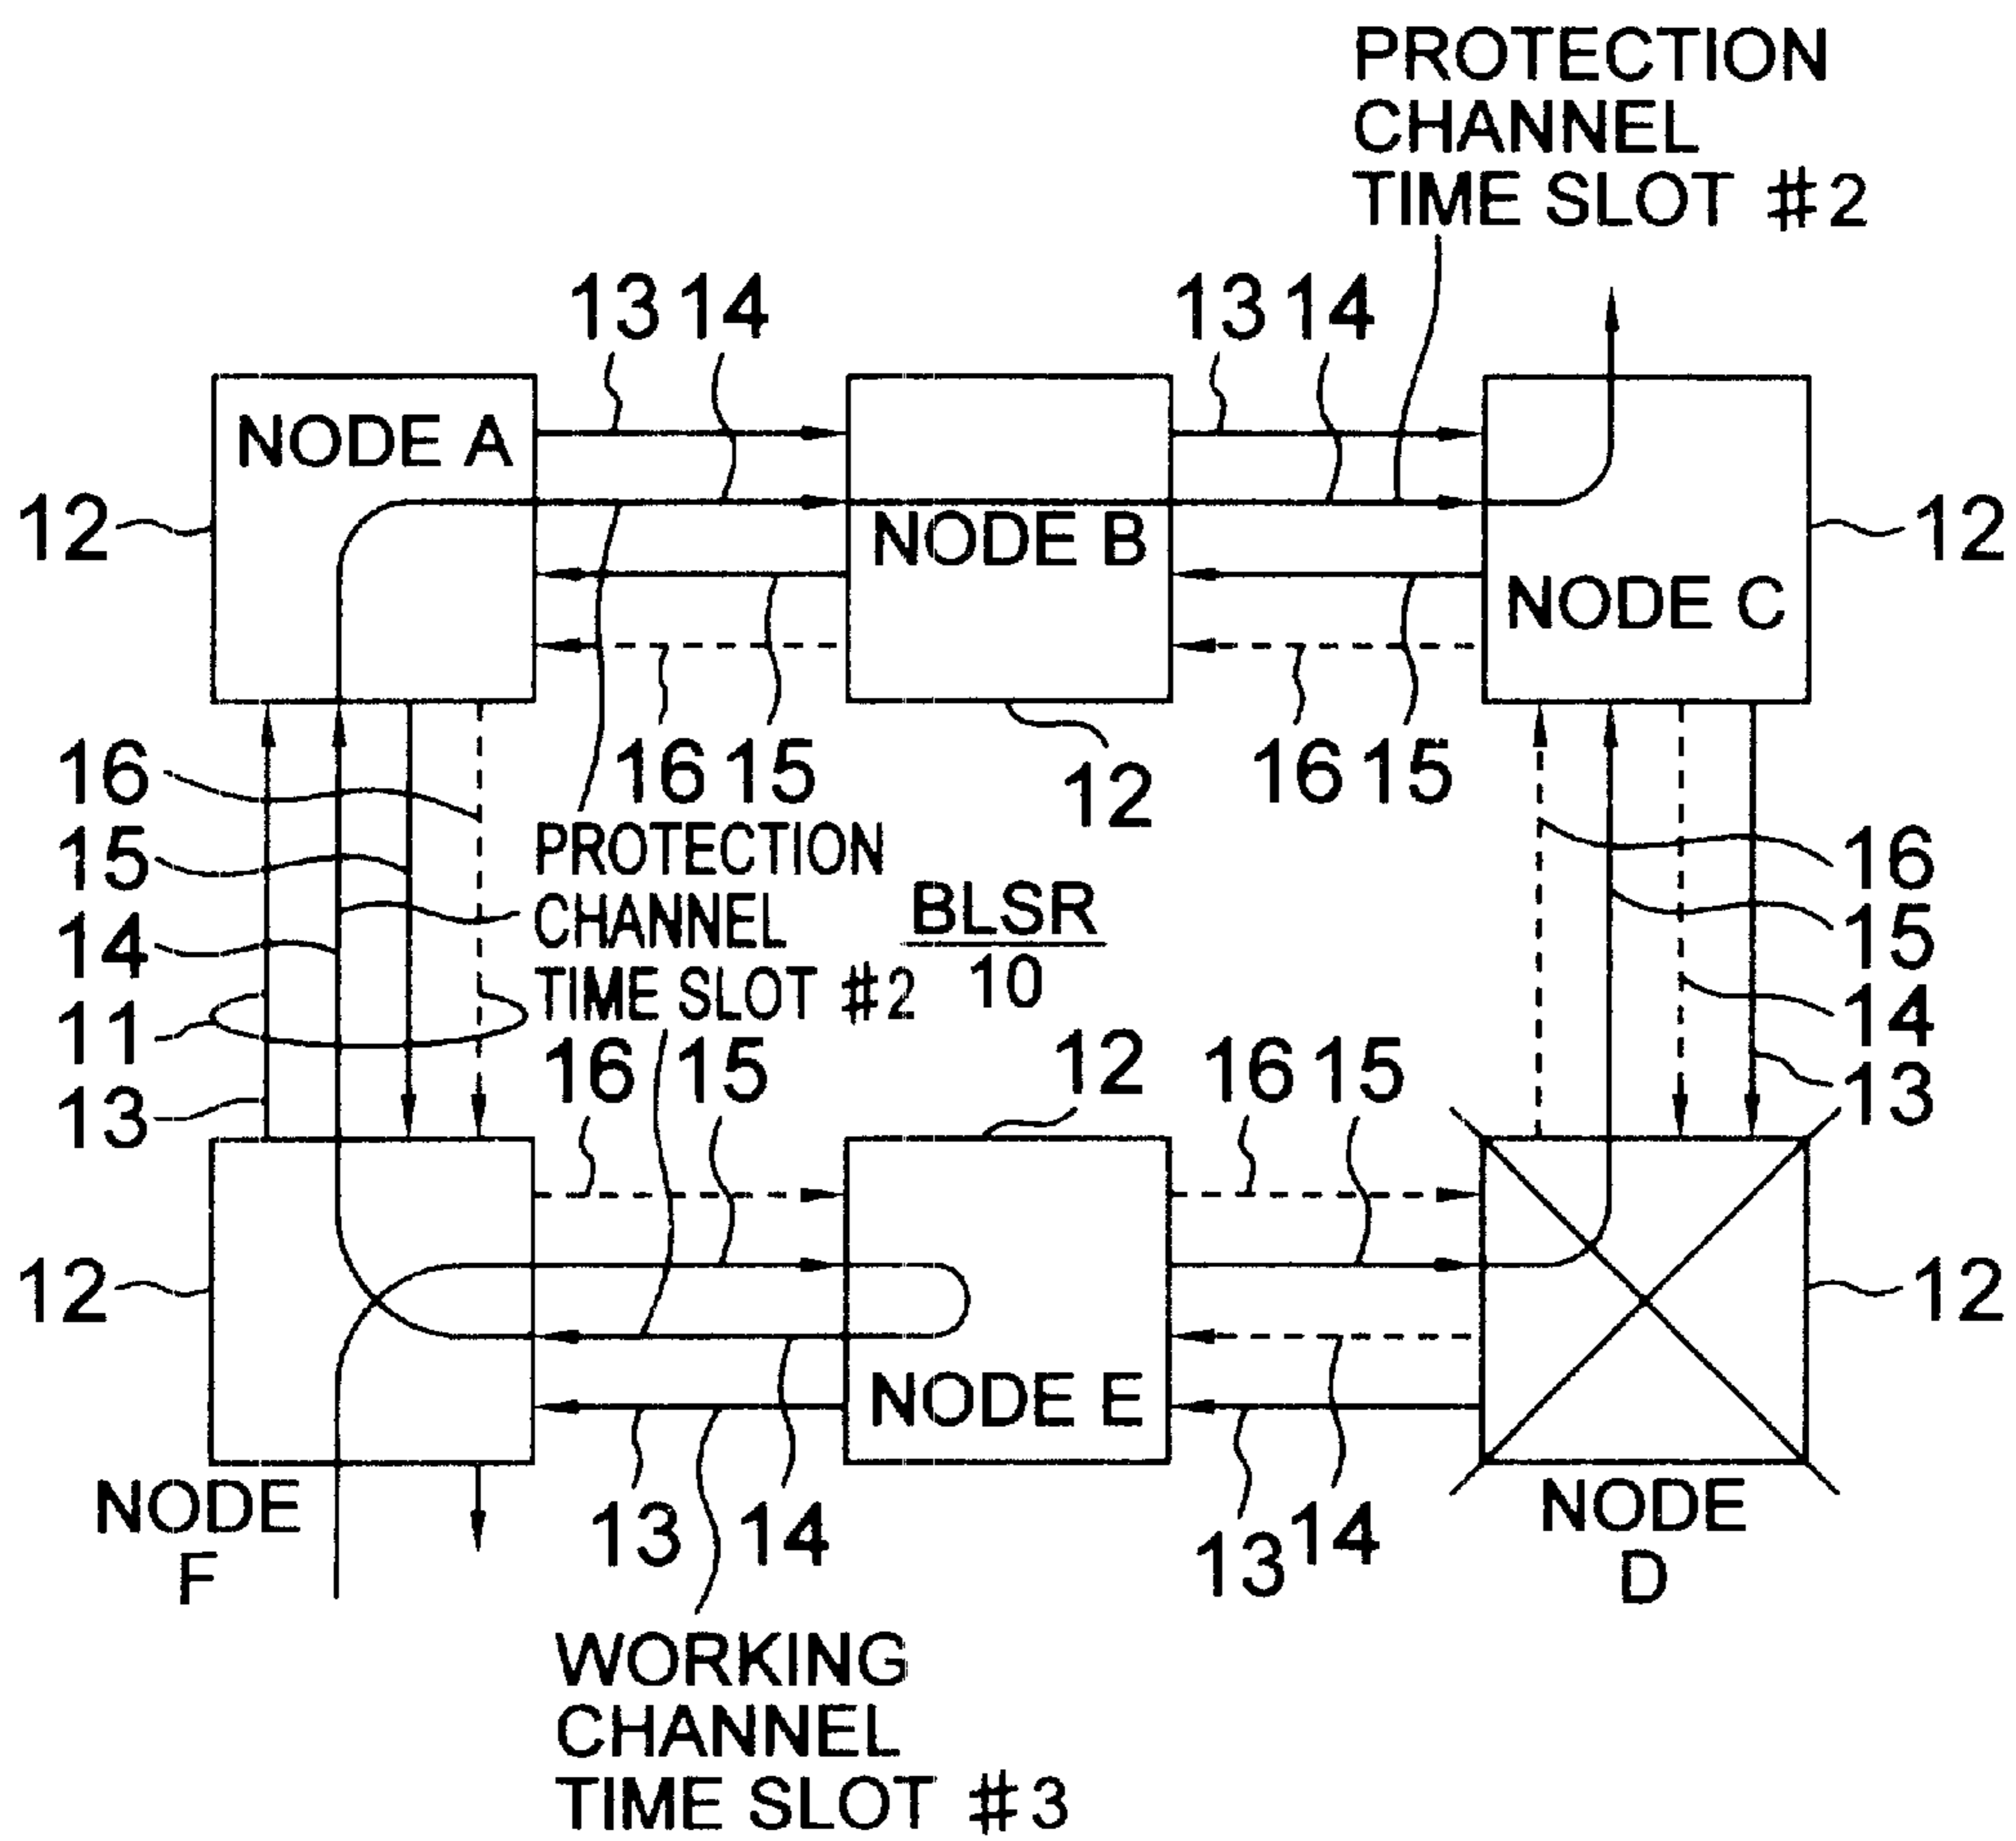 PROTECTION
CHANNEL
TIME SLOT #2
13 14 13 14
NODE A
12
NODE B
NODE C
12
16 15 16 15
12
16
15
14
11
13
PROTECTION
CHANNEL
TIME SLOT #2
BLSR
10
16
15
14
13
16 15 12 16 15
12
12
NODE E
NODE
F
NODE
D
13 14 13 14
WORKING
CHANNEL
TIME SLOT #3